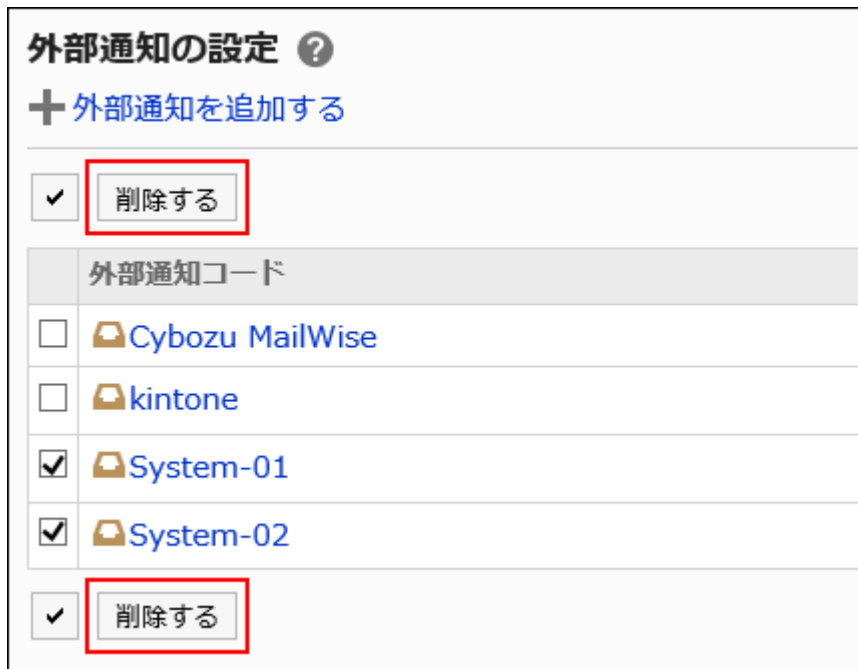 外部通知の設定 ?
外部通知を追加する
削除する
外部通知コード
Cybozu MailWise
kintone
System-01
System-02
削除する